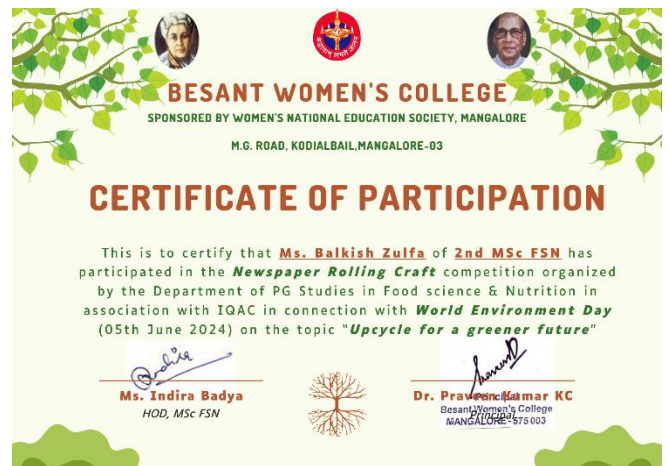 BESANT WOMEN'S COLLEGE
SPONSORED BY WOMEN'S NATIONAL EDUCATION SOCIETY, MANGALORE
M.G. ROAD, KODIALBAIL,MANGALORE-03
CERTIFICATE OF PARTICIPATION
This is to certify that Ms. Balkish Zulfa of 2nd MSc FSN has
participated in the Newspaper Rolling Craft competition organized
by the Department of PG Studies in Food science & Nutrition in
association with IQAC in connection with World Environment Day
(05th June 2024) on the topic "Upcycle for a greener future"
Ms. Indira Badya
HOD, MSc FSN
Dr. Praveen Kumar KC
Principal
Principal
Besant Women's College
MANGALORE - 575 003